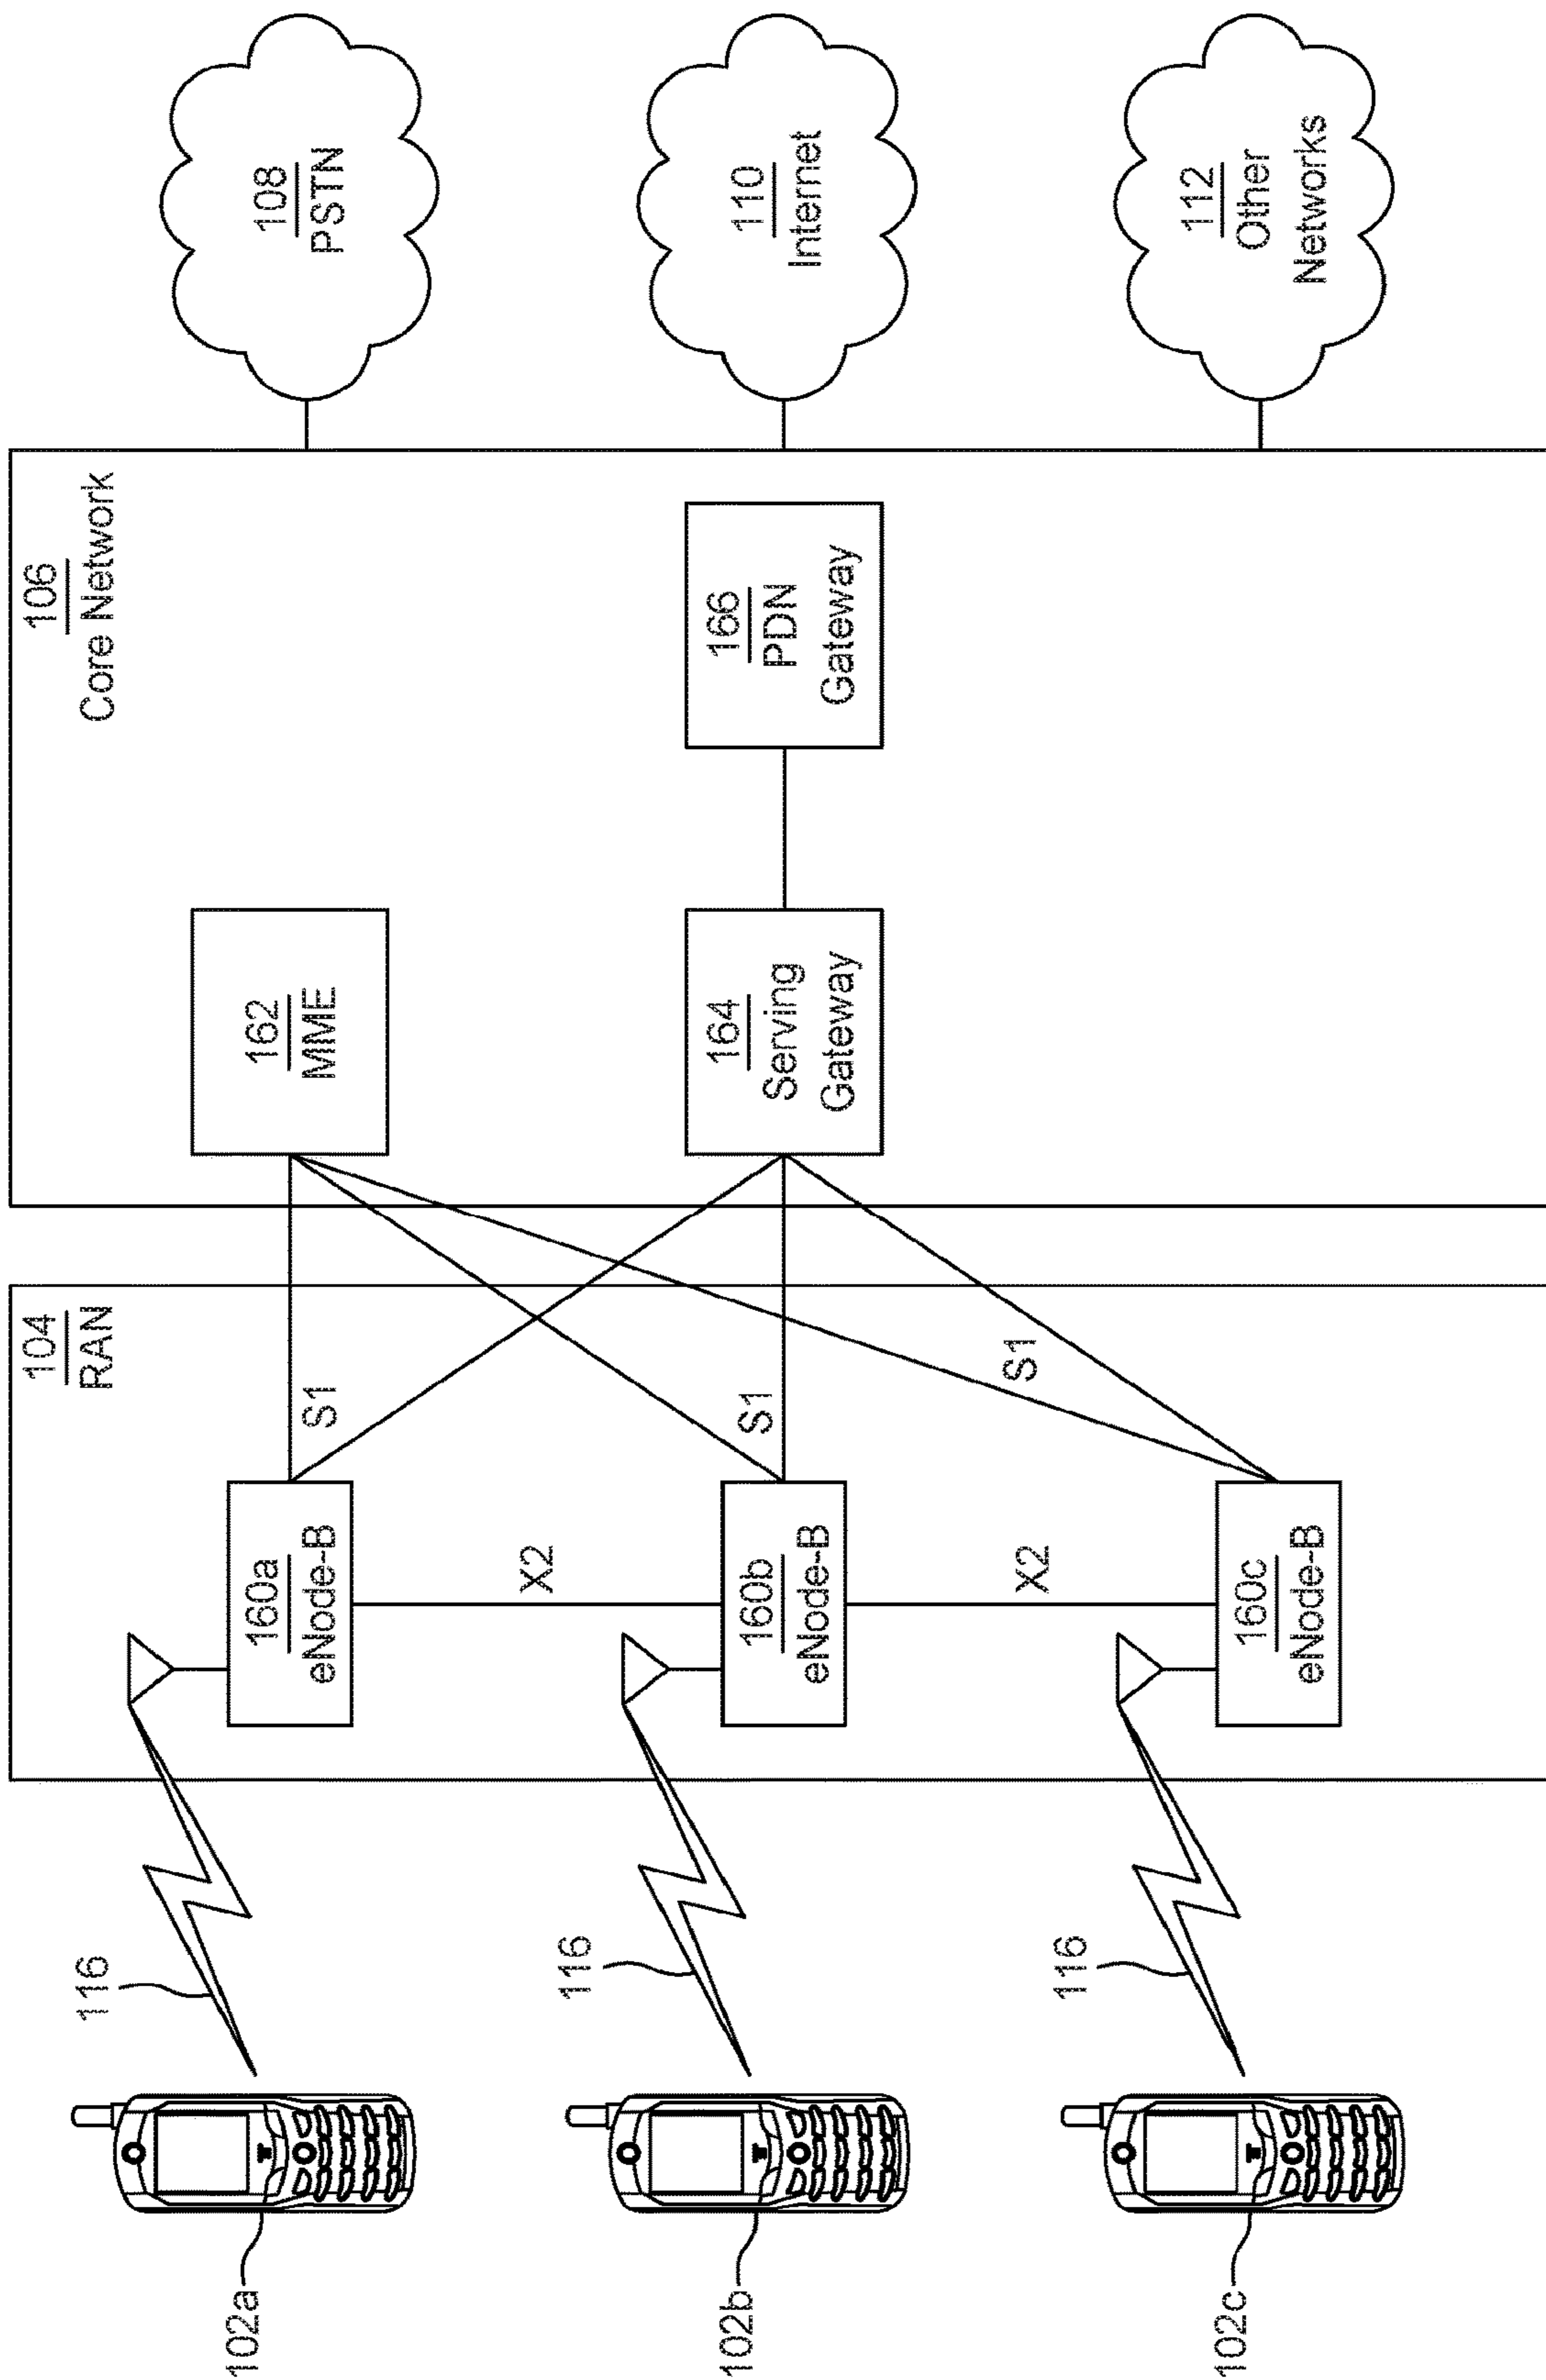 102a
102b
102c
116
116
116
104
RAN
160a
eNode-B
160b
eNode-B
160c
eNode-B
X2
X2
S1
S1
S1
106
Core Network
162
MME
164
Serving
Gateway
166
PDN
Gateway
108
PSTN
110
Internet
112
Other
Networks